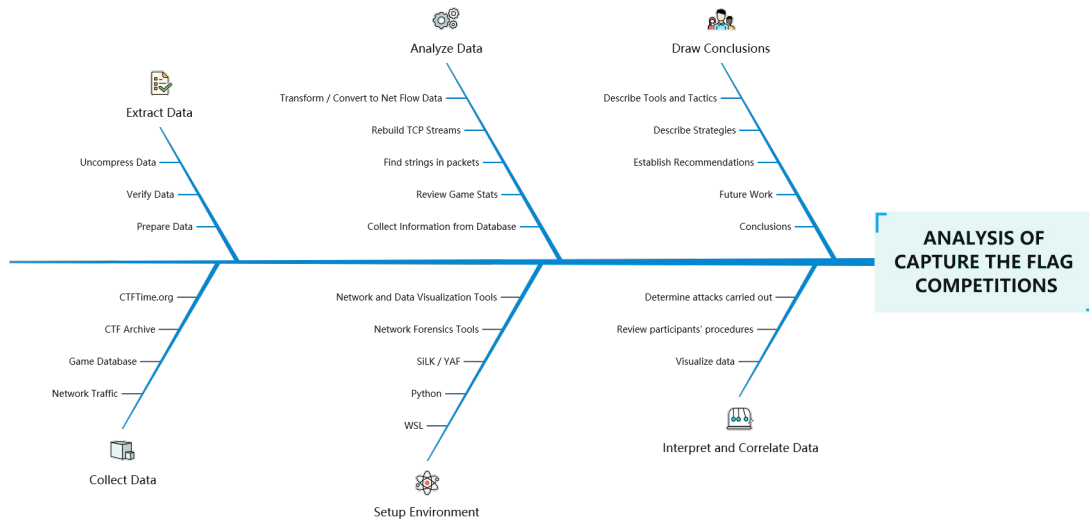 Analyze Data
Draw Conclusions
Extract Data
Transform / Convert to Net Flow Data
Rebuild TCP Streams
Find strings in packets
Review Game Stats
Collect Information from Database
Describe Tools and Tactics
Describe Strategies
Establish Recommendations
Future Work
Conclusions
Uncompress Data
Verify Data
Prepare Data
ANALYSIS OF
CAPTURE THE FLAG
COMPETITIONS
CTFTime.org
CTF Archive
Game Database
Network Traffic
Collect Data
Network and Data Visualization Tools
Network Forensics Tools
SiLK / YAF
Python
WSL
Setup Environment
Determine attacks carried out
Review participants' procedures
Visualize data
Interpret and Correlate Data